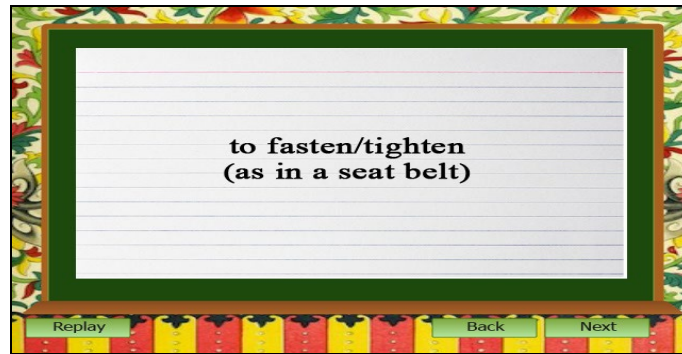 to fasten/tighten
(as in a seat belt)
Replay
Back
Next